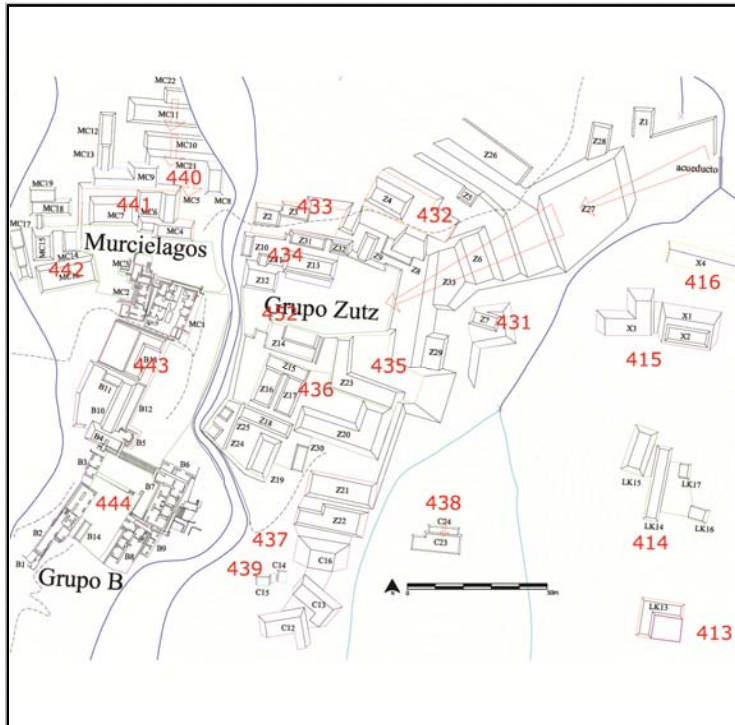 MC22
MC11
MC12
MC10
MC13
MC21
MC9
440
MC8
MC5
MC19
441
MC18
MC7
MC6
MC4
MC17
MC15
MC14
Murcielagos
442
MC3
MC2
MC1
443
B11
B10
B12
B4
B5
B3
B6
B7
444
B14
B2
B1
B8
B9
Grupo B
Z1
Z28
Z26
acueducto
Z27
Z5
Z4
432
433
Z2
Z3
Z10
Z31
Z32
434
Z13
Z12
Z9
Z8
Z6
Z33
Grupo Zutz
432
431
Z7
Z14
435
Z29
Z15
436
Z23
Z16
Z17
Z18
Z20
Z25
Z24
Z19
Z30
Z21
Z22
437
439
C14
C15
C16
C13
C12
438
C24
C23
N
0
50m
X4
416
X1
X3
X2
415
LK15
LK17
LK16
LK14
414
LK13
413